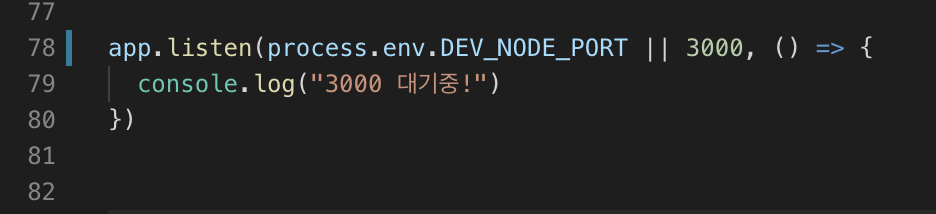 77
78 app.listen(process.env.DEV_NODE_PORT || 3000, () => {
79 console.log("3000 대기중!")
80 })
81
82